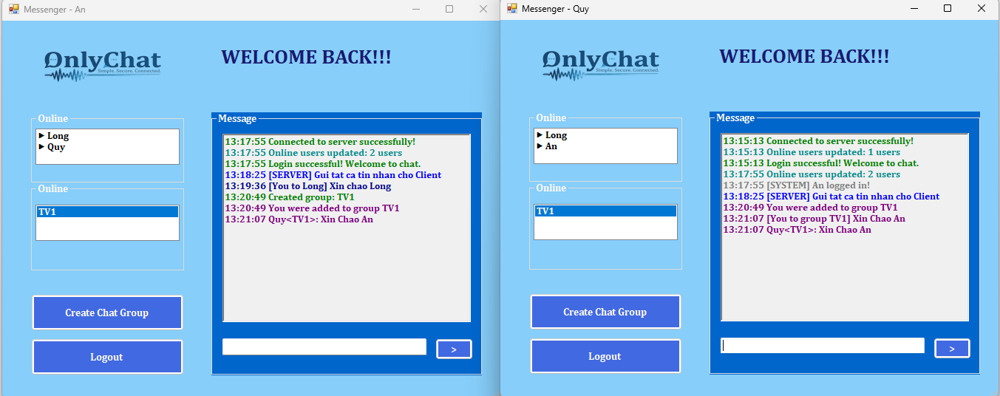 Messenger - An
OnlyChat
Simple. Secure. Connected.
WELCOME BACK!!!
Online
► Long
► Quy
Online
TV1
Create Chat Group
Logout
Message
13:17:55 Connected to server successfully!
13:17:55 Online users updated: 2 users
13:17:55 Login successful! Welcome to chat.
13:18:25 [SERVER] Gui tat ca tin nhan cho Client
13:19:36 [You to Long] Xin chao Long
13:20:49 Created group: TV1
13:20:49 You were added to group TV1
13:21:07 Quy<TV1>: Xin Chao An
>
Messenger - Quy
OnlyChat
Simple. Secure. Connected.
WELCOME BACK!!!
Online
► Long
► An
Online
TV1
Create Chat Group
Logout
Message
13:15:13 Connected to server successfully!
13:15:13 Online users updated: 1 users
13:15:13 Login successful! Welcome to chat.
13:17:55 Online users updated: 2 users
13:17:55 [SYSTEM] An logged in!
13:18:25 [SERVER] Gui tat ca tin nhan cho Client
13:20:49 You were added to group TV1
13:21:07 [You to group TV1] Xin Chao An
13:21:07 Quy<TV1>: Xin Chao An
>